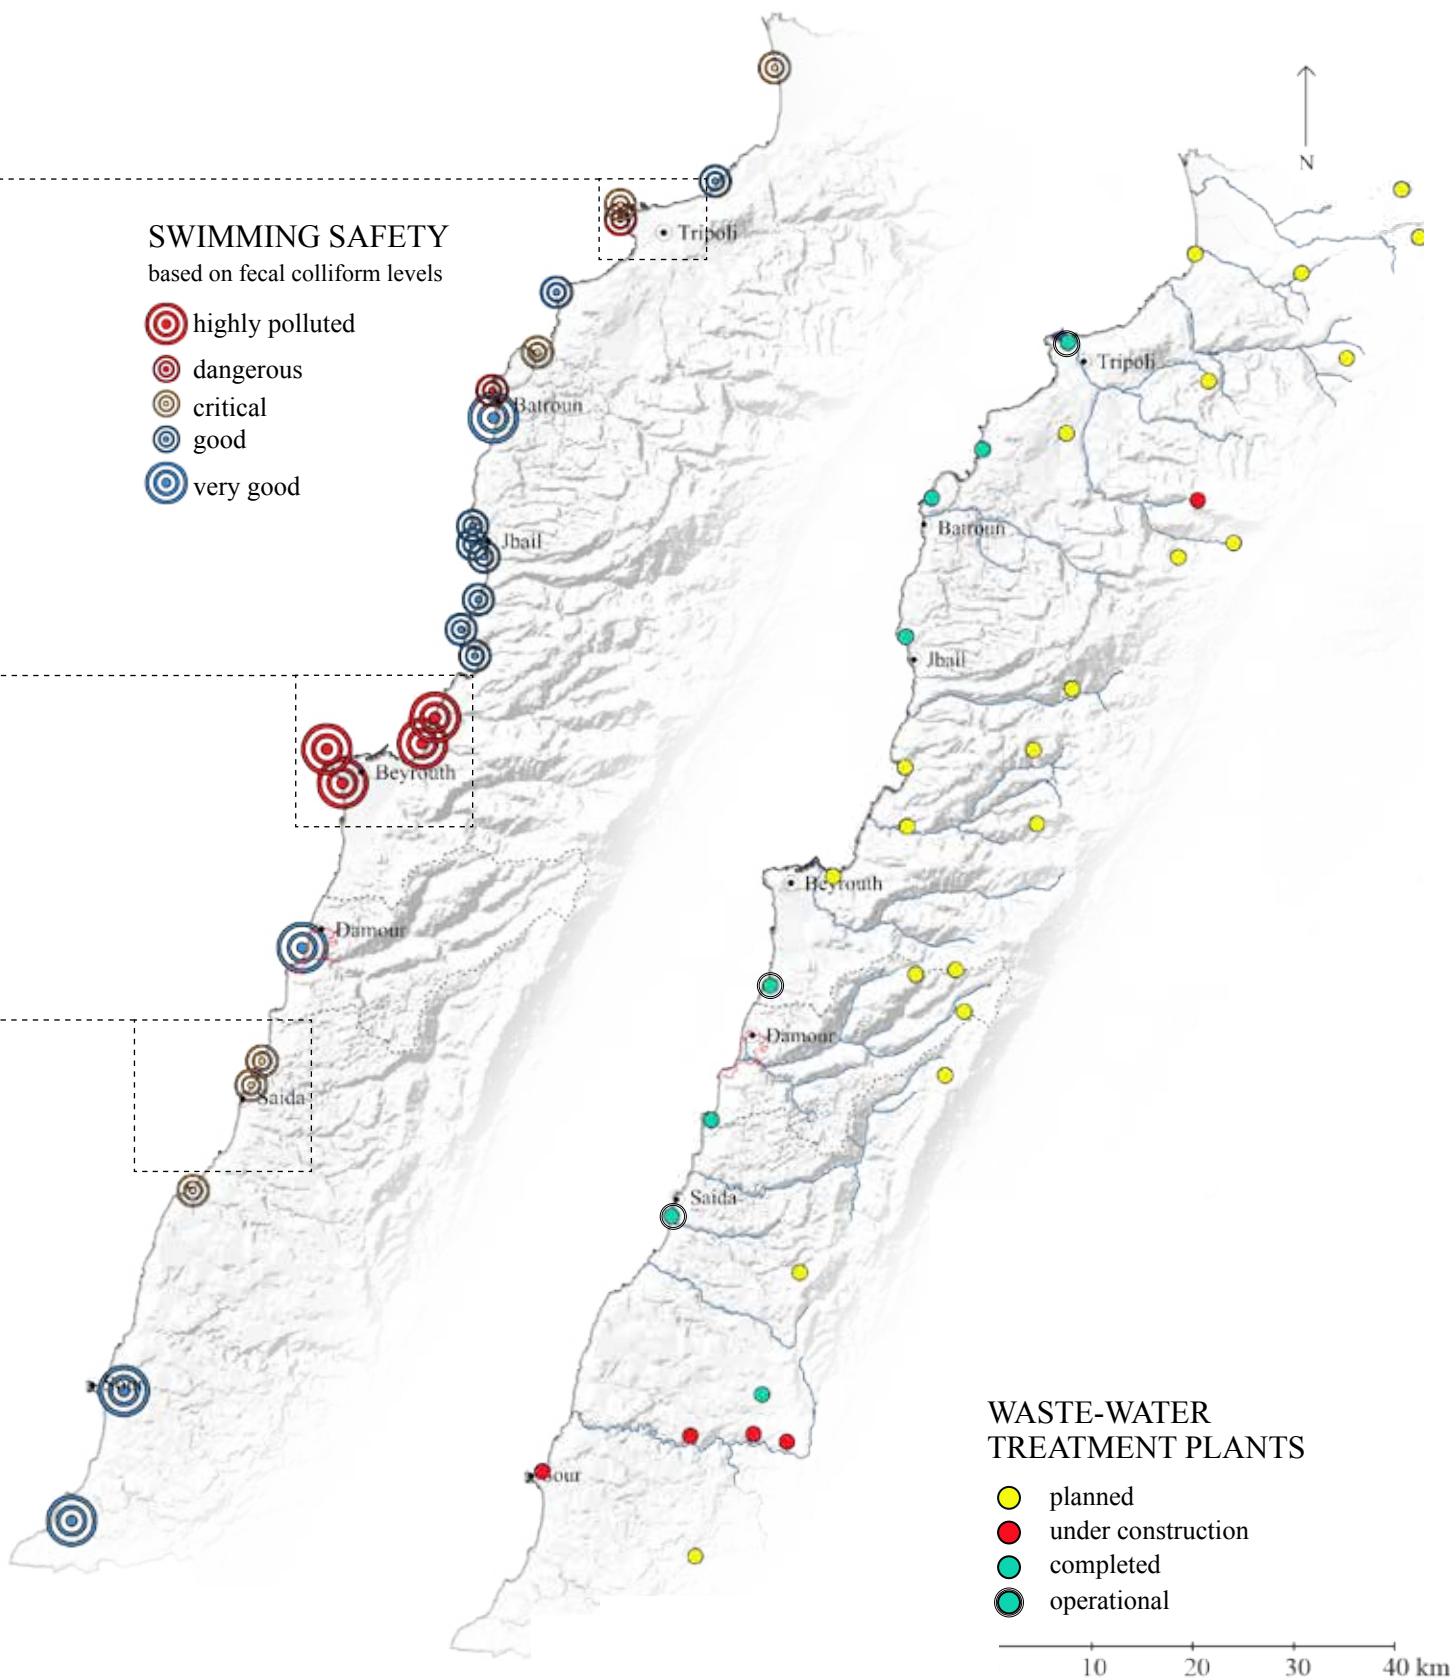 SWIMMING SAFETY
based on fecal colliform levels
highly polluted
dangerous
critical
good
very good
Tripoli
Batroun
Jbail
Beyrouth
Damour
Saida
N
Tripoli
Batroun
Jbail
Beyrouth
Damour
Saida
Sour
WASTE-WATER
TREATMENT PLANTS
planned
under construction
completed
operational
10 20 30 40 km